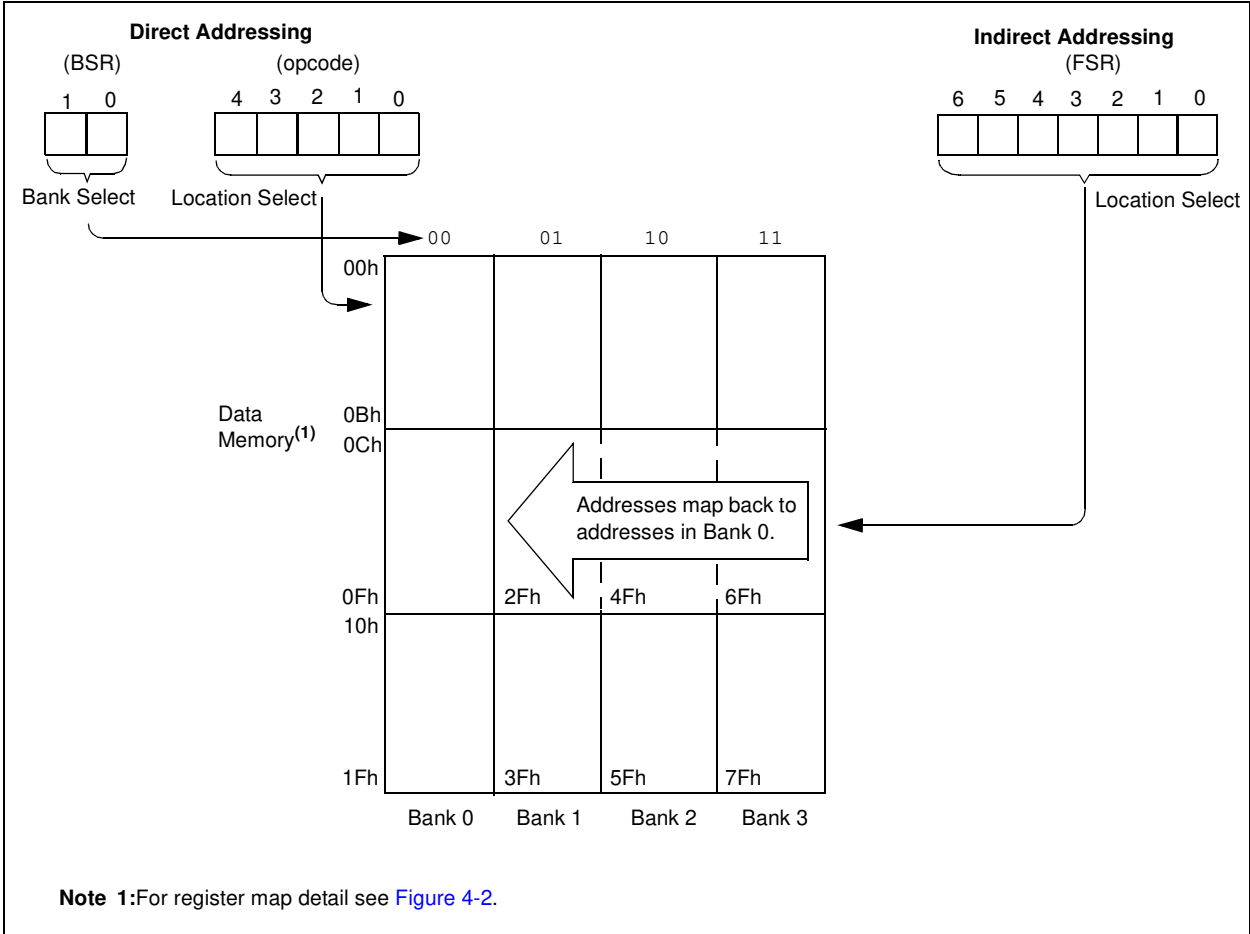 Direct Addressing
(BSR) (opcode)
1 0 4 3 2 1 0
Bank Select Location Select
Indirect Addressing
(FSR)
6 5 4 3 2 1 0
Location Select
00 01 10 11
00h
Data
Memory(1)
0Bh
0Ch
Addresses map back to
addresses in Bank 0.
0Fh 2Fh 4Fh 6Fh
10h
1Fh 3Fh 5Fh 7Fh
Bank 0 Bank 1 Bank 2 Bank 3
Note 1:For register map detail see Figure 4-2.